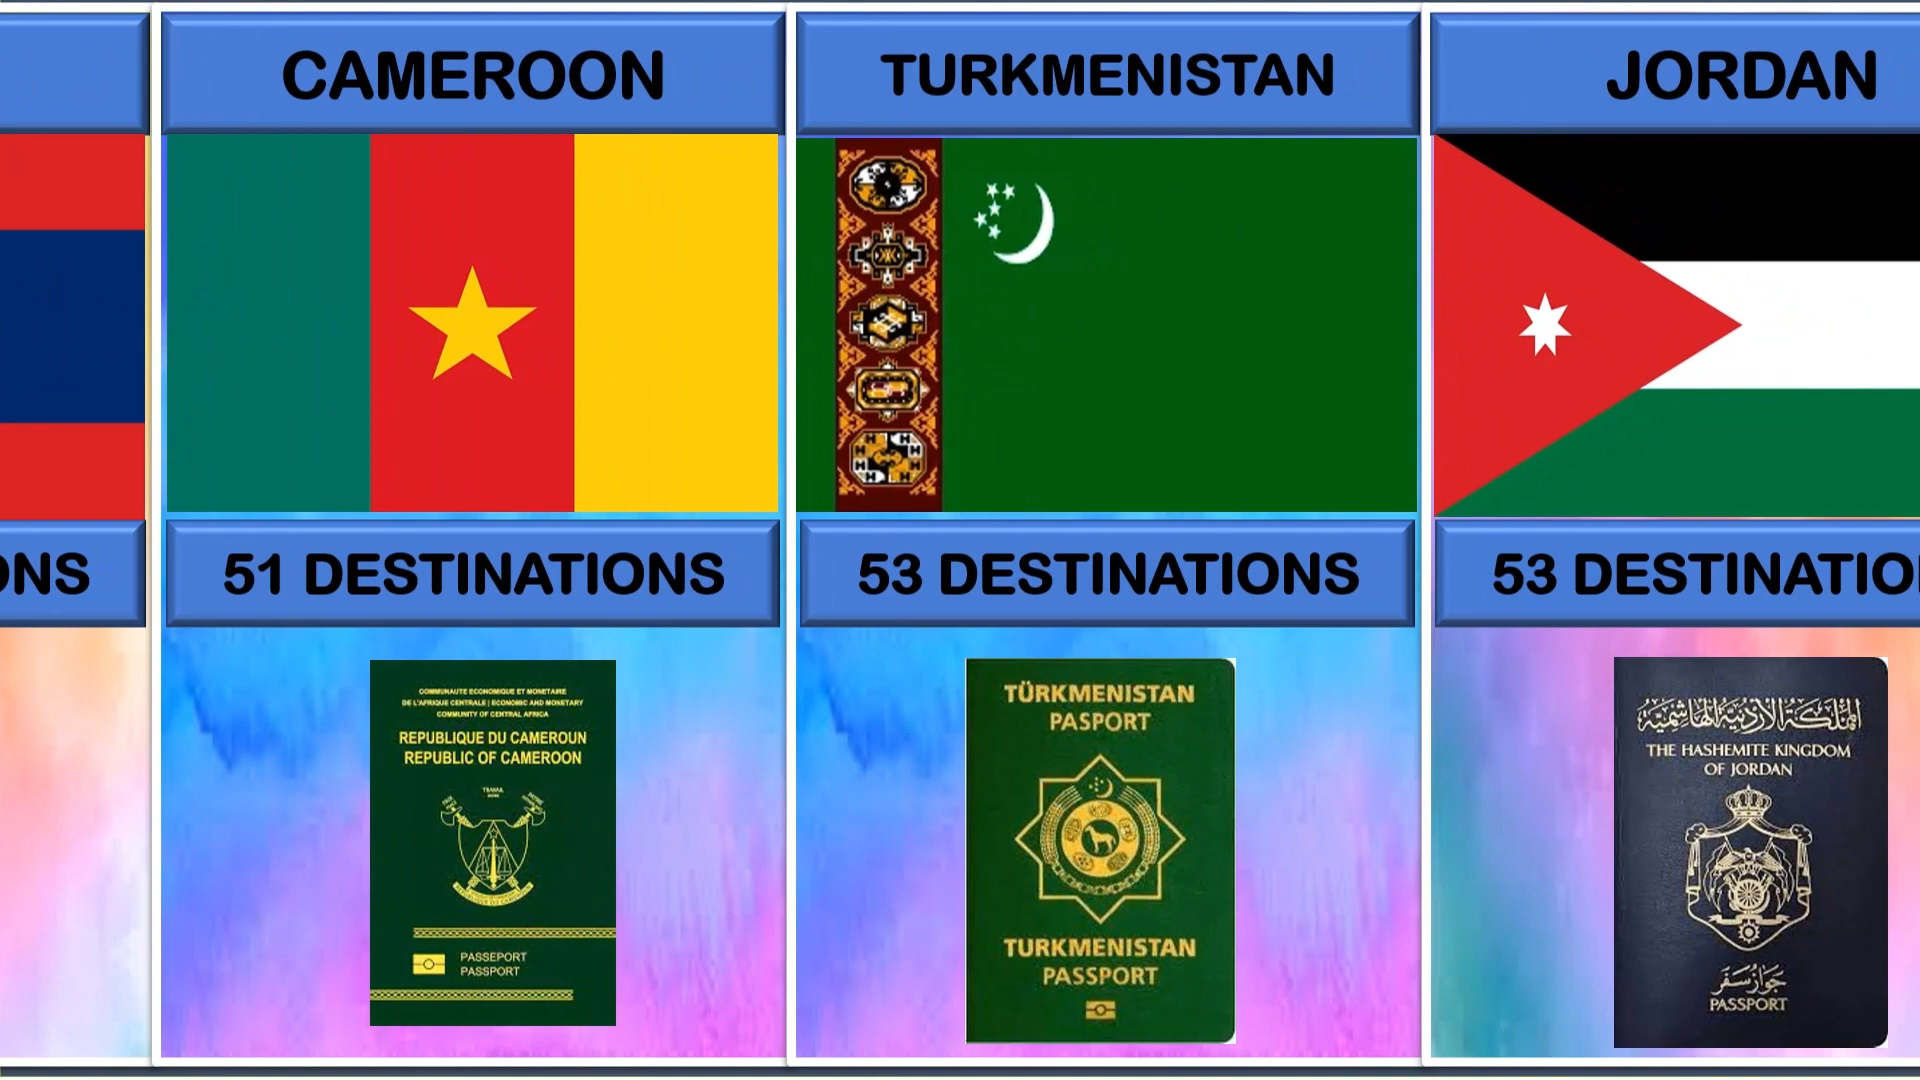 CAMEROON
51 DESTINATIONS
COMMUNAUTE ECONOMIQUE ET MONETAIRE
DE L'AFRIQUE CENTRALE | ECONOMIC AND MONETARY
COMMUNITY OF CENTRAL AFRICA
REPUBLIQUE DU CAMEROUN
REPUBLIC OF CAMEROON
PASSEPORT
PASSPORT
TURKMENISTAN
53 DESTINATIONS
TÜRKMENISTAN
PASPORT
TURKMENISTAN
PASSPORT
JORDAN
53 DESTINATIO
المملكة الأردنية الهاشمية
THE HASHEMITE KINGDOM
OF JORDAN
جواز سفر
PASSPORT
ONS